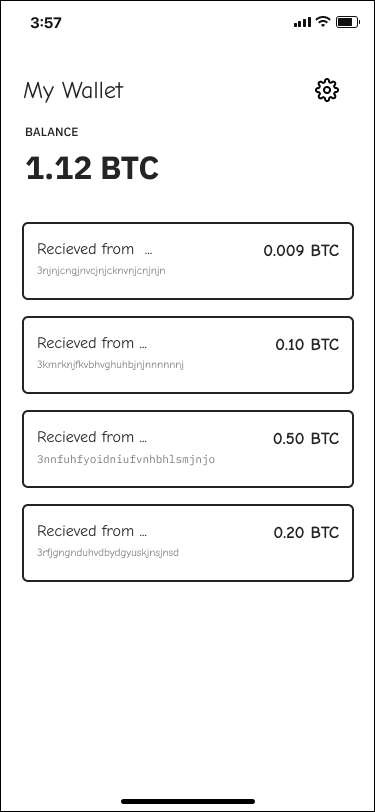 3:57
My Wallet
BALANCE
1.12 BTC
Recieved from ...
0.009 BTC
3njnjcngjnvcjnjcknvnjcnjnjn
Recieved from ...
0.10 BTC
3kmrknjfkvbhvghuhbjnjnnnnnnj
Recieved from ...
0.50 BTC
3nnfuhfyoidniufvnhbhlsmjnjo
Recieved from ...
0.20 BTC
3rfjgngnduhvdbydgyuskjnsjnsd